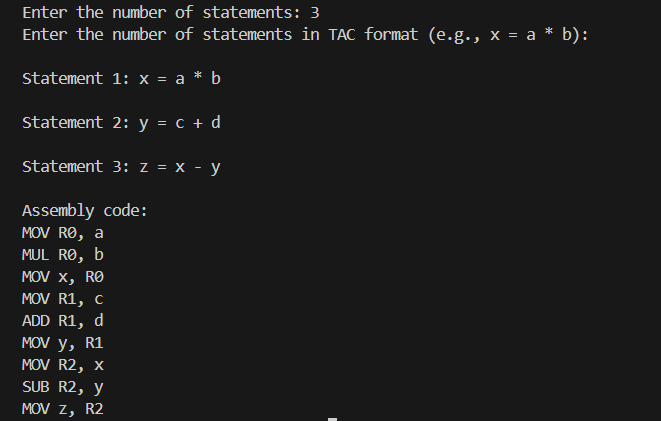 Enter the number of statements: 3
Enter the number of statements in TAC format (e.g., x = a * b):
Statement 1: x = a * b
Statement 2: y = c + d
Statement 3: z = x - y
Assembly code:
MOV R0, a
MUL R0, b
MOV x, R0
MOV R1, c
ADD R1, d
MOV y, R1
MOV R2, x
SUB R2, y
MOV z, R2